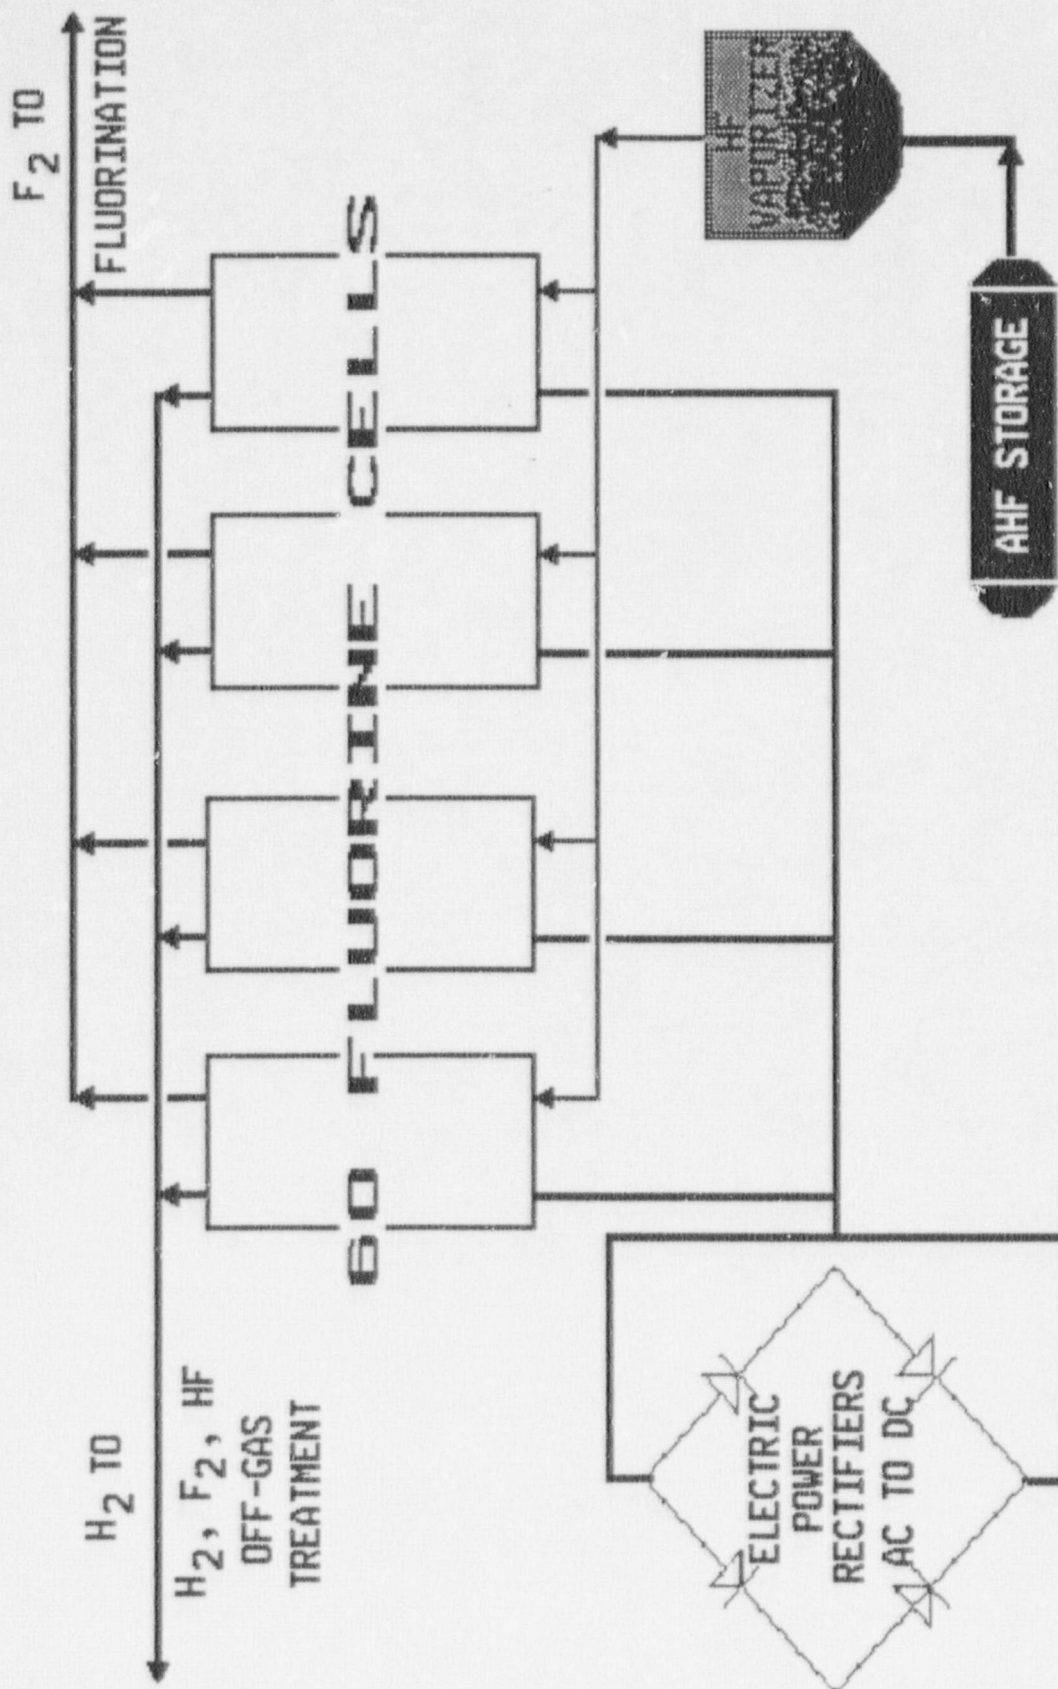 F2 TO
FLUORINATION
H2 TO
H2, F2, HF
OFF-GAS
TREATMENT
60 FLUORINE CELLS
HF
VAPORIZER
AHF STORAGE
ELECTRIC
POWER
RECTIFIERS
AC TO DC